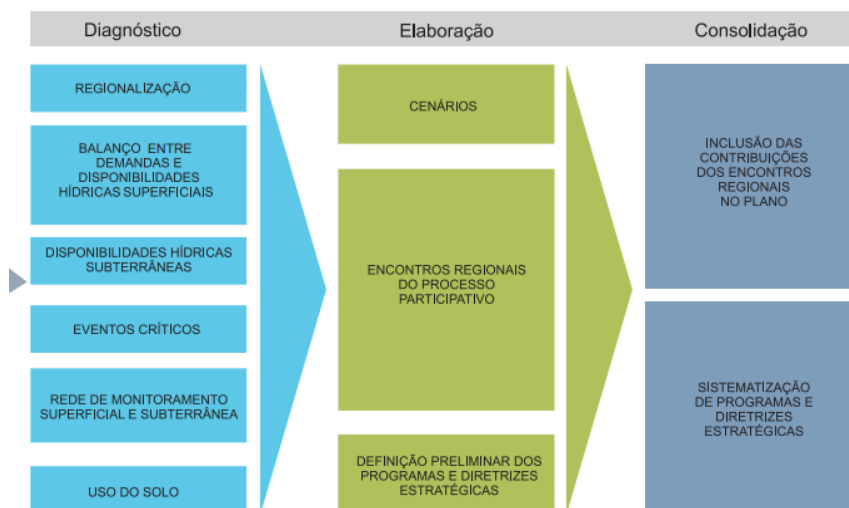 Diagnóstico
Elaboração
Consolidação
REGIONALIZAÇÃO
BALANÇO ENTRE
DEMANDAS E
DISPONIBILIDADES
HÍDRICAS SUPERFICIAIS
DISPONIBILIDADES HÍDRICAS
SUBTERRÂNEAS
EVENTOS CRÍTICOS
REDE DE MONITORAMENTO
SUPERFICIAL E SUBTERRÂNEA
USO DO SOLO
CENÁRIOS
ENCONTROS REGIONAIS
DO PROCESSO
PARTICIPATIVO
DEFINIÇÃO PRELIMINAR DOS
PROGRAMAS E DIRETRIZES
ESTRATÉGICAS
INCLUSÃO DAS
CONTRIBUIÇÕES
DOS ENCONTROS
REGIONAIS
NO PLANO
SISTEMATIZAÇÃO
DE PROGRAMAS E
DIRETRIZES
ESTRATÉGICAS